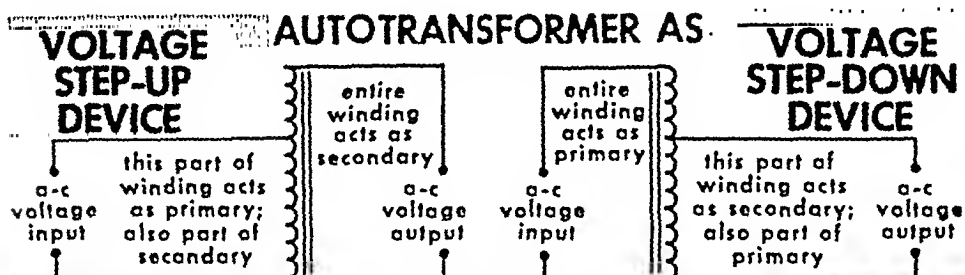 AUTOTRANSFORMER AS
VOLTAGE
STEP-UP
DEVICE
this part of
winding acts
as primary;
also part of
secondary
a-c
voltage
input
entire
winding
acts as
secondary
a-c
voltage
output
entire
winding
acts as
primary
a-c
voltage
input
VOLTAGE
STEP-DOWN
DEVICE
this part of
winding acts
as secondary;
also part of
primary
a-c
voltage
output